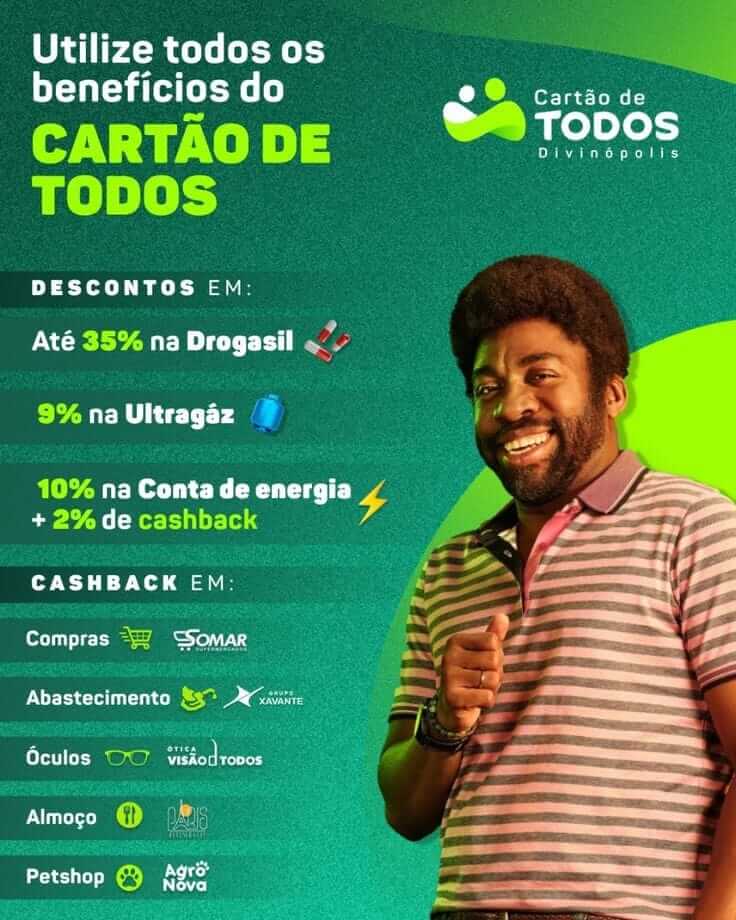 Utilize todos os
benefícios do
CARTÃO DE
TODOS
Cartão de
TODOS
Divinópolis
DESCONTOS EM:
Até 35% na Drogasil
9% na Ultragáz
10% na Conta de energia
+ 2% de cashback
CASHBACK EM:
Compras
SOMAR
SUPERMERCADOS
Abastecimento
GRUPO
XAVANTE
Óculos
ÓTICA
VISÃO D TODOS
Almoço
PARIS
Petshop
Agro
Nova